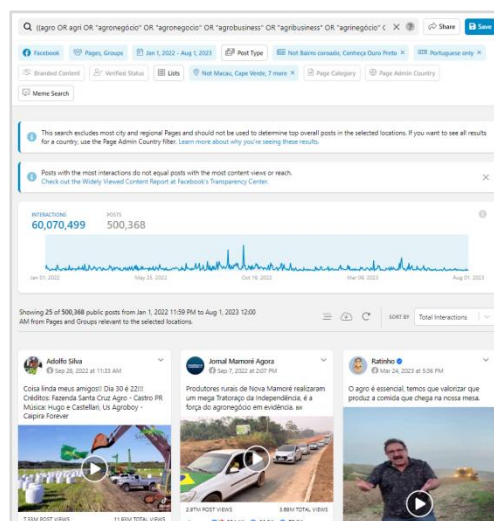 ((agro OR agri OR "agronegócio" OR "agronegocio" OR "agrobusiness" OR "agribusiness" OR "agrinegócio" OR
Share
Save
Facebook
Pages, Groups
Jan 1, 2022 - Aug 1, 2023
Post Type
Not Bairro coroado, Conheça Ouro Preto
Portuguese only
Branded Content
Verified Status
Lists
Not Macau, Cape Verde, 7 more
Page Category
Page Admin Country
Meme Search
This search excludes most city and regional Pages and should not be used to determine top overall posts in the selected locations. If you want to see all results
for a country, use the Page Admin Country filter. Learn more about why you're seeing these results.
Posts with the most interactions do not equal posts with the most content views or reach.
Check out the Widely Viewed Content Report at Facebook's Transparency Center.
INTERACTIONS
60,070,499
POSTS
500,368
Jan 01, 2022
May 25, 2022
Oct 16, 2022
Mar 09, 2023
Aug 01, 2023
Showing 25 of 500,368 public posts from Jan 1, 2022 11:59 PM to Aug 1, 2023 12:00
AM from Pages and Groups relevant to the selected locations.
SORT BY
Total Interactions
Adolfo Silva
Sep 28, 2022 at 11:33 AM
Coisa linda meus amigos!! Dia 30 é 22!!!
Créditos: Fazenda Santa Cruz Agro - Castro PR
Música: Hugo e Castellari, Us Agroboy -
Caipira Forever
7.33M POST VIEWS
11.93M TOTAL VIEWS
Jornal Mamoré Agora
Sep 7, 2022 at 2:07 PM
Produtores rurais de Nova Mamoré realizaram
um mega Tratoraço da Independência, é a
força do agronegócio em evidência.
2.87M POST VIEWS
3.88M TOTAL VIEWS
Ratinho
Mar 24, 2023 at 5:06 PM
O agro é essencial, temos que valorizar que
produz a comida que chega na nossa mesa.